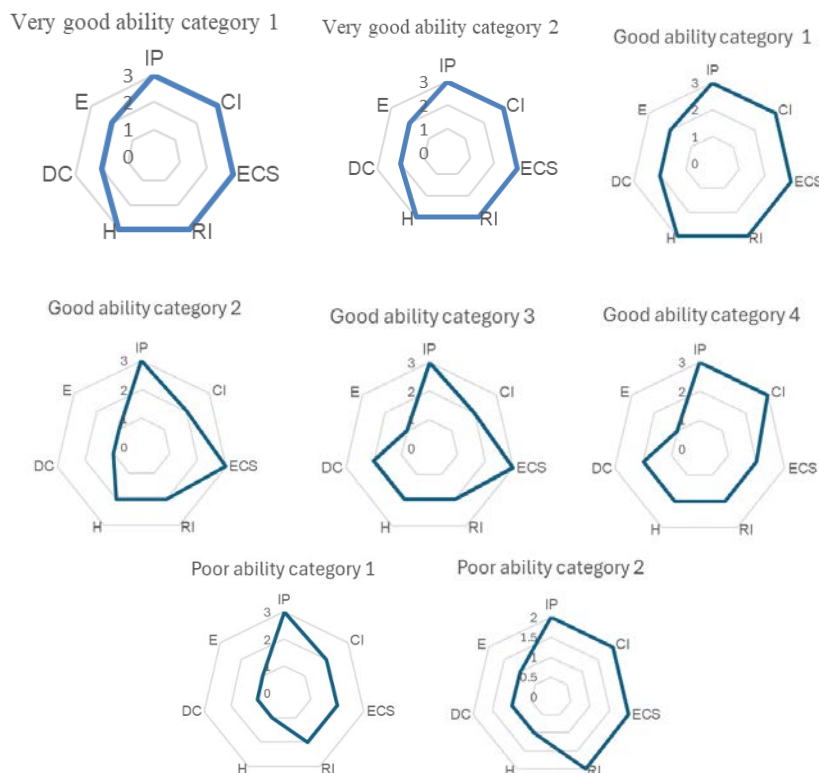 Very good ability category 1
IP
3
2
1
0
CI
ECS
RI
H
DC
E
Very good ability category 2
IP
3
2
1
0
CI
ECS
RI
H
DC
E
Good ability category 1
IP
3
2
1
0
CI
ECS
RI
H
DC
E
Good ability category 2
IP
3
2
1
0
CI
ECS
RI
H
DC
E
Good ability category 3
IP
3
2
1
0
CI
ECS
RI
H
DC
E
Good ability category 4
IP
3
2
1
0
CI
ECS
RI
H
DC
E
Poor ability category 1
IP
3
2
1
0
CI
ECS
RI
H
DC
E
Poor ability category 2
IP
2
1.5
1
0.5
0
CI
ECS
RI
H
DC
E